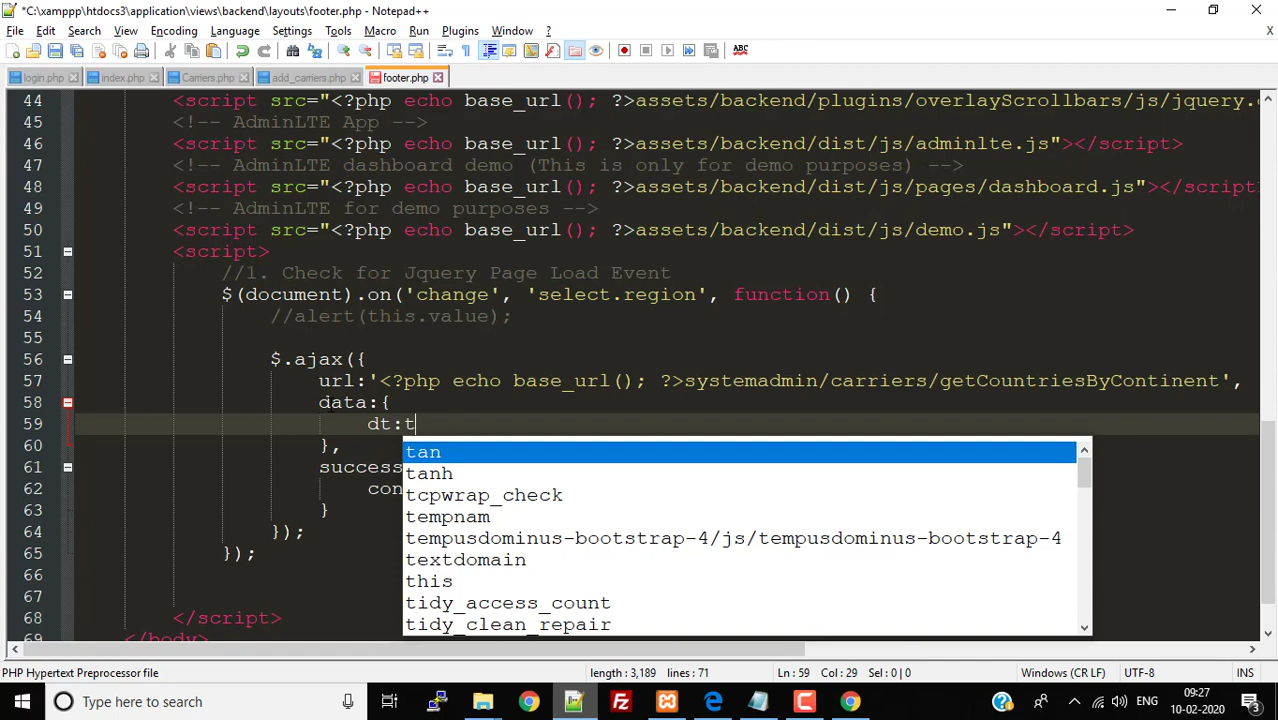 *C:\xamppp\htdocs3\application\views\backend\layouts\footer.php - Notepad++
File Edit Search View Encoding Language Settings Tools Macro Run Plugins Window ? X
login.php index.php Carriers.php add_carriers.php footer.php
44 <script src="<?php echo base_url(); ?>assets/backend/plugins/overlayScrollbars/js/jquery.
45 <!-- AdminLTE App -->
46 <script src="<?php echo base_url(); ?>assets/backend/dist/js/adminlte.js"></script>
47 <!-- AdminLTE dashboard demo (This is only for demo purposes) -->
48 <script src="<?php echo base_url(); ?>assets/backend/dist/js/pages/dashboard.js"></script
49 <!-- AdminLTE for demo purposes -->
50 <script src="<?php echo base_url(); ?>assets/backend/dist/js/demo.js"></script>
51 <script>
52 //1. Check for Jquery Page Load Event
53 $(document).on('change', 'select.region', function() {
54 //alert(this.value);
55
56 $.ajax({
57 url:'<?php echo base_url(); ?>systemadmin/carriers/getCountriesByContinent',
58 data:{
59 dt:t
tan
60 },
tanh
61 success
tcpwrap_check
62 con
tempnam
63 }
tempusdominus-bootstrap-4/js/tempusdominus-bootstrap-4
64 });
textdomain
65 });
this
66
tidy_access_count
67
tidy_clean_repair
68 </script>
69 </body>
PHP Hypertext Preprocessor file length : 3,189 lines : 71 Ln : 59 Col : 29 Sel : 0 | 0 Windows (CR LF) UTF-8 INS
Type here to search ENG 09:27
10-02-2020 3